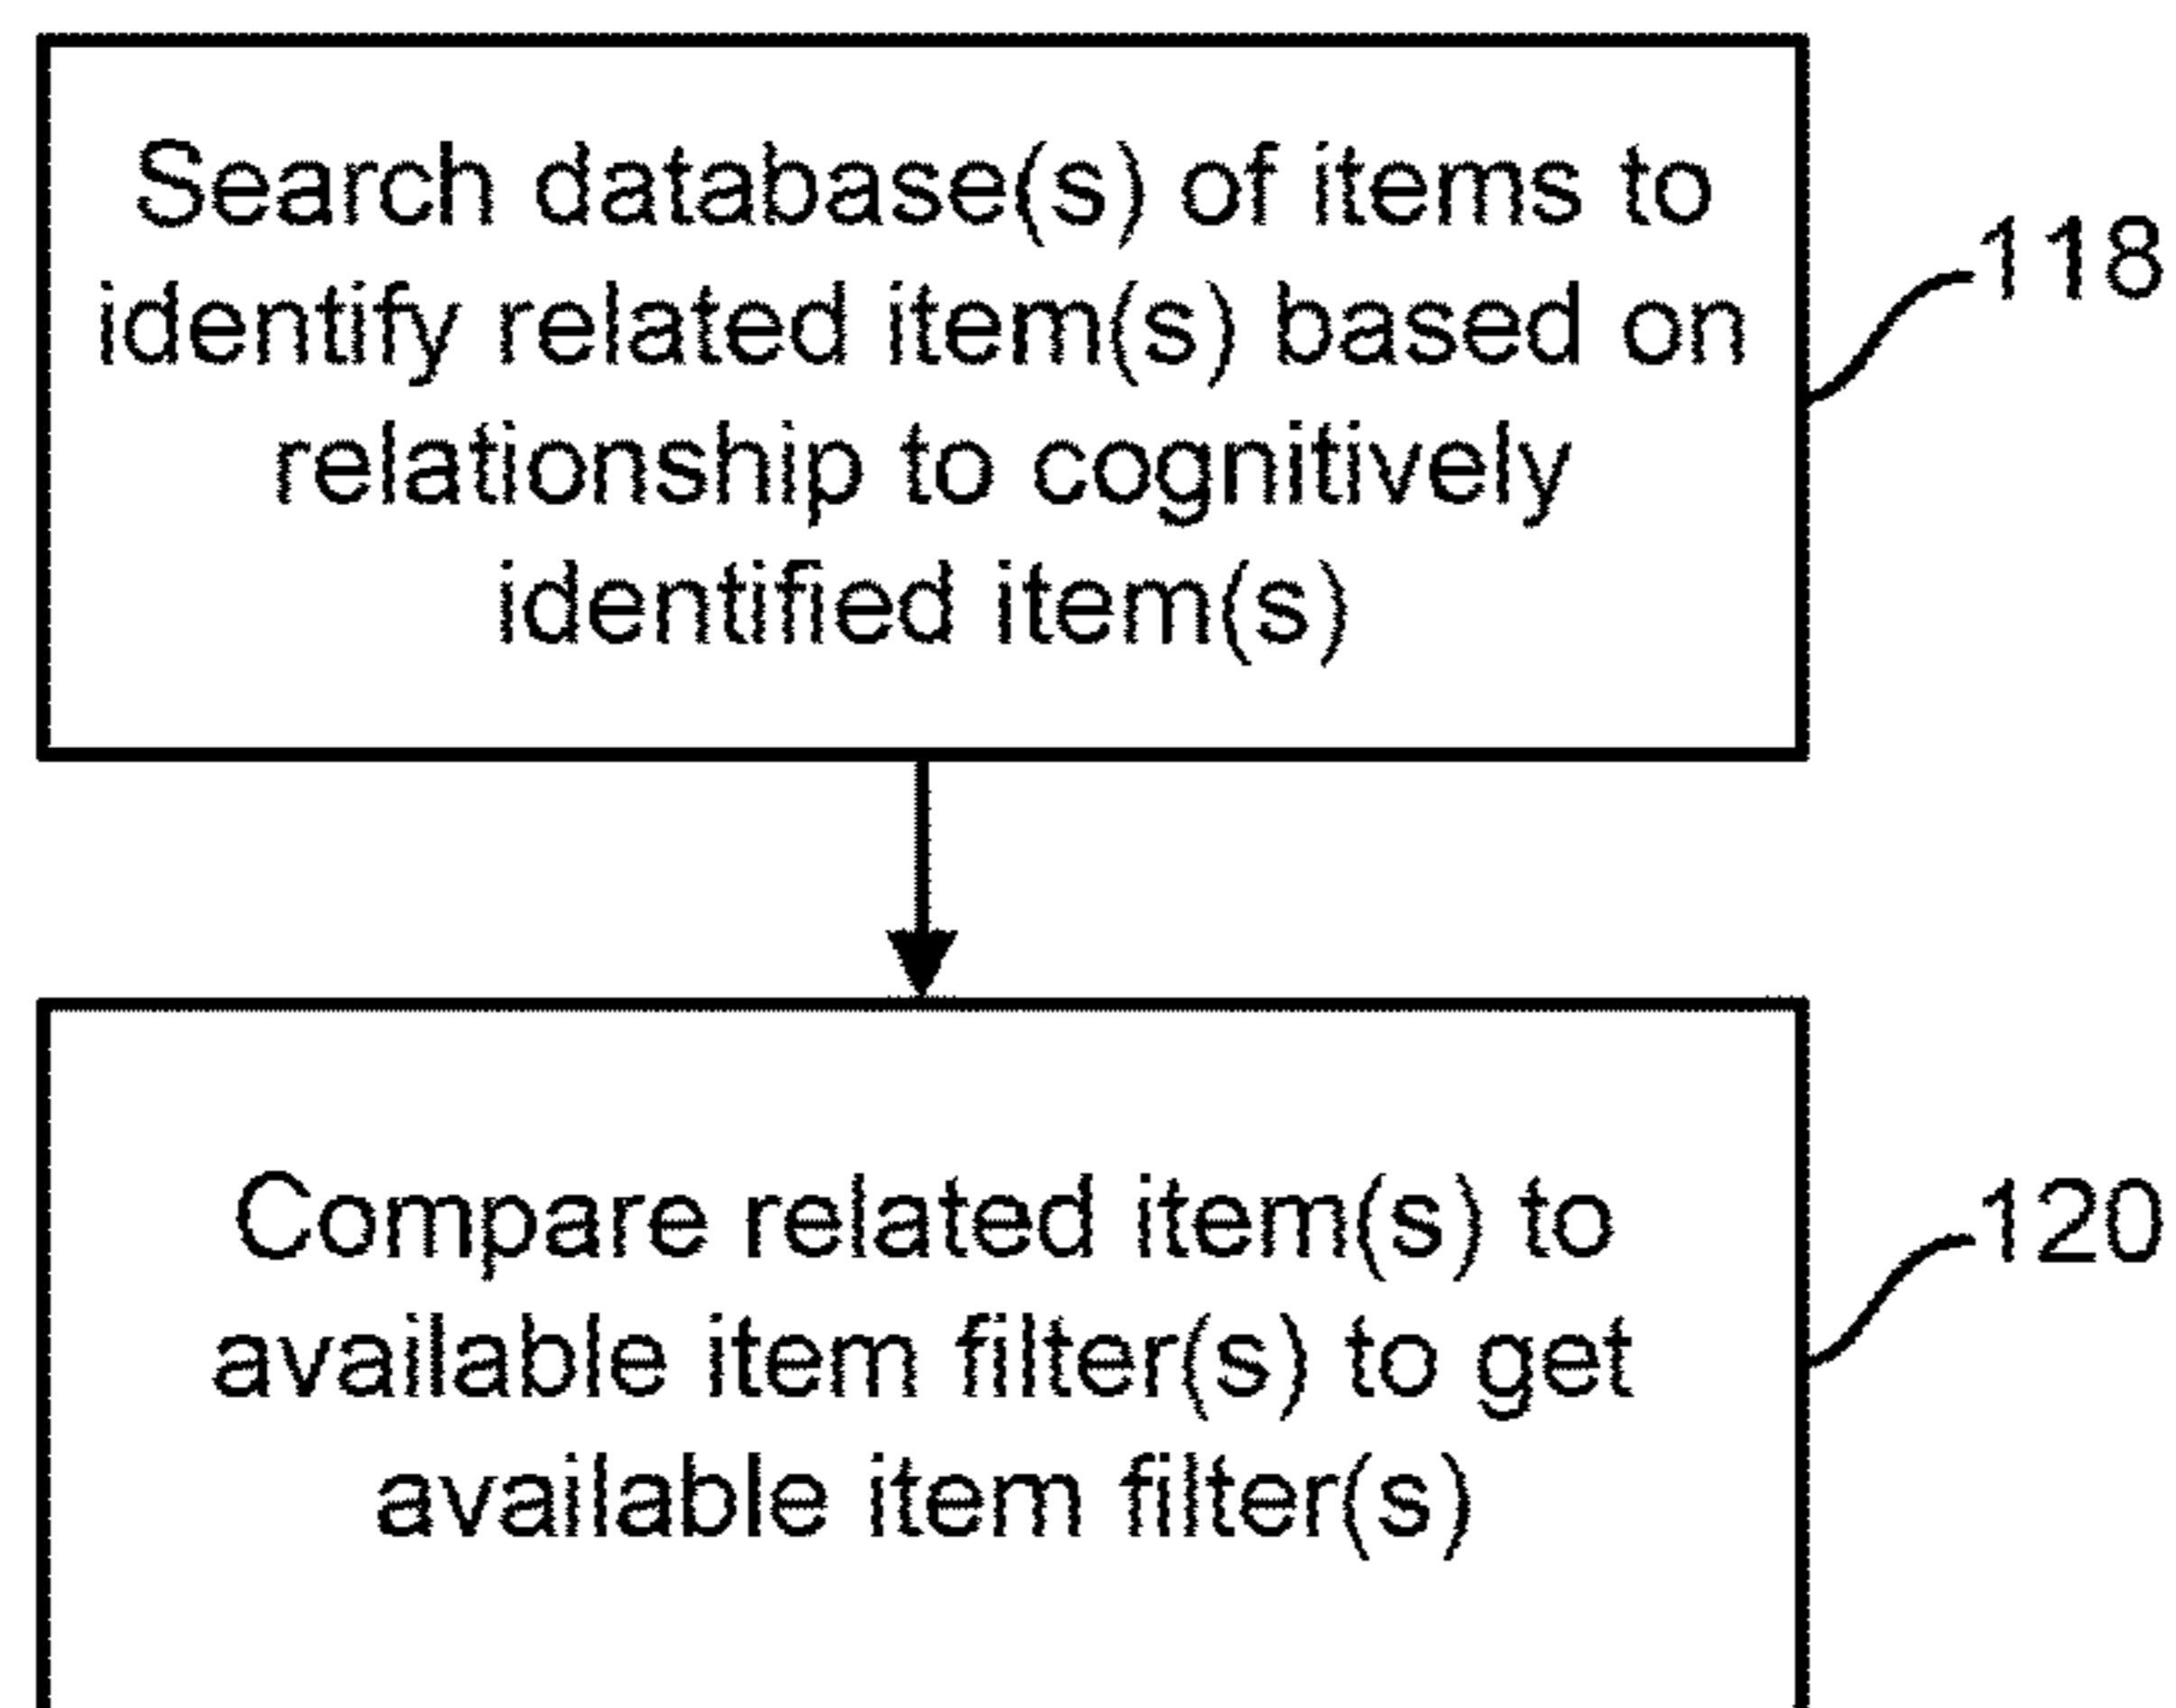 Search database(s) of items to
identify related item(s) based on
relationship to cognitively
identified item(s)
118
Compare related item(s) to
available item filter(s) to get
available item filter(s)
120